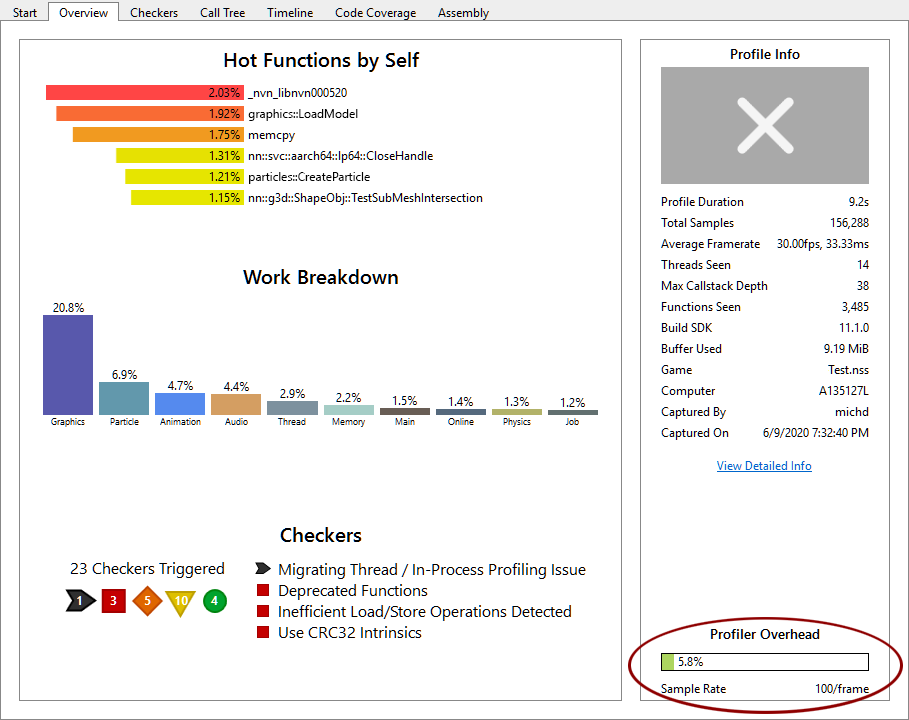 Start Overview Checkers Call Tree Timeline Code Coverage Assembly
Hot Functions by Self
2.03% _nvn_libnvn000520
1.92% graphics::LoadModel
1.75% memcpy
1.31% nn::svc::aarch64::lp64::CloseHandle
1.21% particles::CreateParticle
1.15% nn::g3d::ShapeObj::TestSubMeshIntersection
Work Breakdown
20.8% 6.9% 4.7% 4.4% 2.9% 2.2% 1.5% 1.4% 1.3% 1.2%
Graphics Particle Animation Audio Thread Memory Main Online Physics Job
Checkers
23 Checkers Triggered
1 3 5 10 4
Migrating Thread / In-Process Profiling Issue
Deprecated Functions
Inefficient Load/Store Operations Detected
Use CRC32 Intrinsics
Profile Info
Profile Duration 9.2s
Total Samples 156,288
Average Framerate 30.00fps, 33.33ms
Threads Seen 14
Max Callstack Depth 38
Functions Seen 3,485
Build SDK 11.1.0
Buffer Used 9.19 MiB
Game Test.nss
Computer A135127L
Captured By michd
Captured On 6/9/2020 7:32:40 PM
View Detailed Info
Profiler Overhead
5.8%
Sample Rate 100/frame